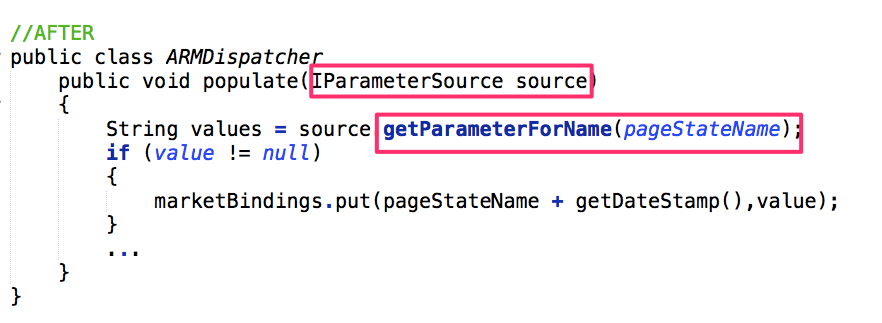 //AFTER
public class ARMDispatcher
public void populate(IParameterSource source)
{
String values = source.getParameterForName(pageStateName);
if (value != null)
{
marketBindings.put(pageStateName + getDateStamp(),value);
}
...
}
}